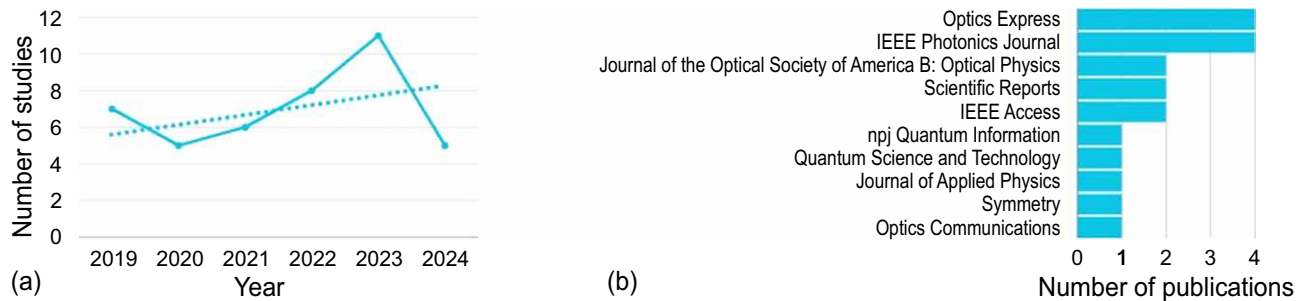 12
10
8
6
4
2
0
Number of studies
2019 2020 2021 2022 2023 2024
Year
(a)
Optics Express
IEEE Photonics Journal
Journal of the Optical Society of America B: Optical Physics
Scientific Reports
IEEE Access
npj Quantum Information
Quantum Science and Technology
Journal of Applied Physics
Symmetry
Optics Communications
0 1 2 3 4
Number of publications
(b)